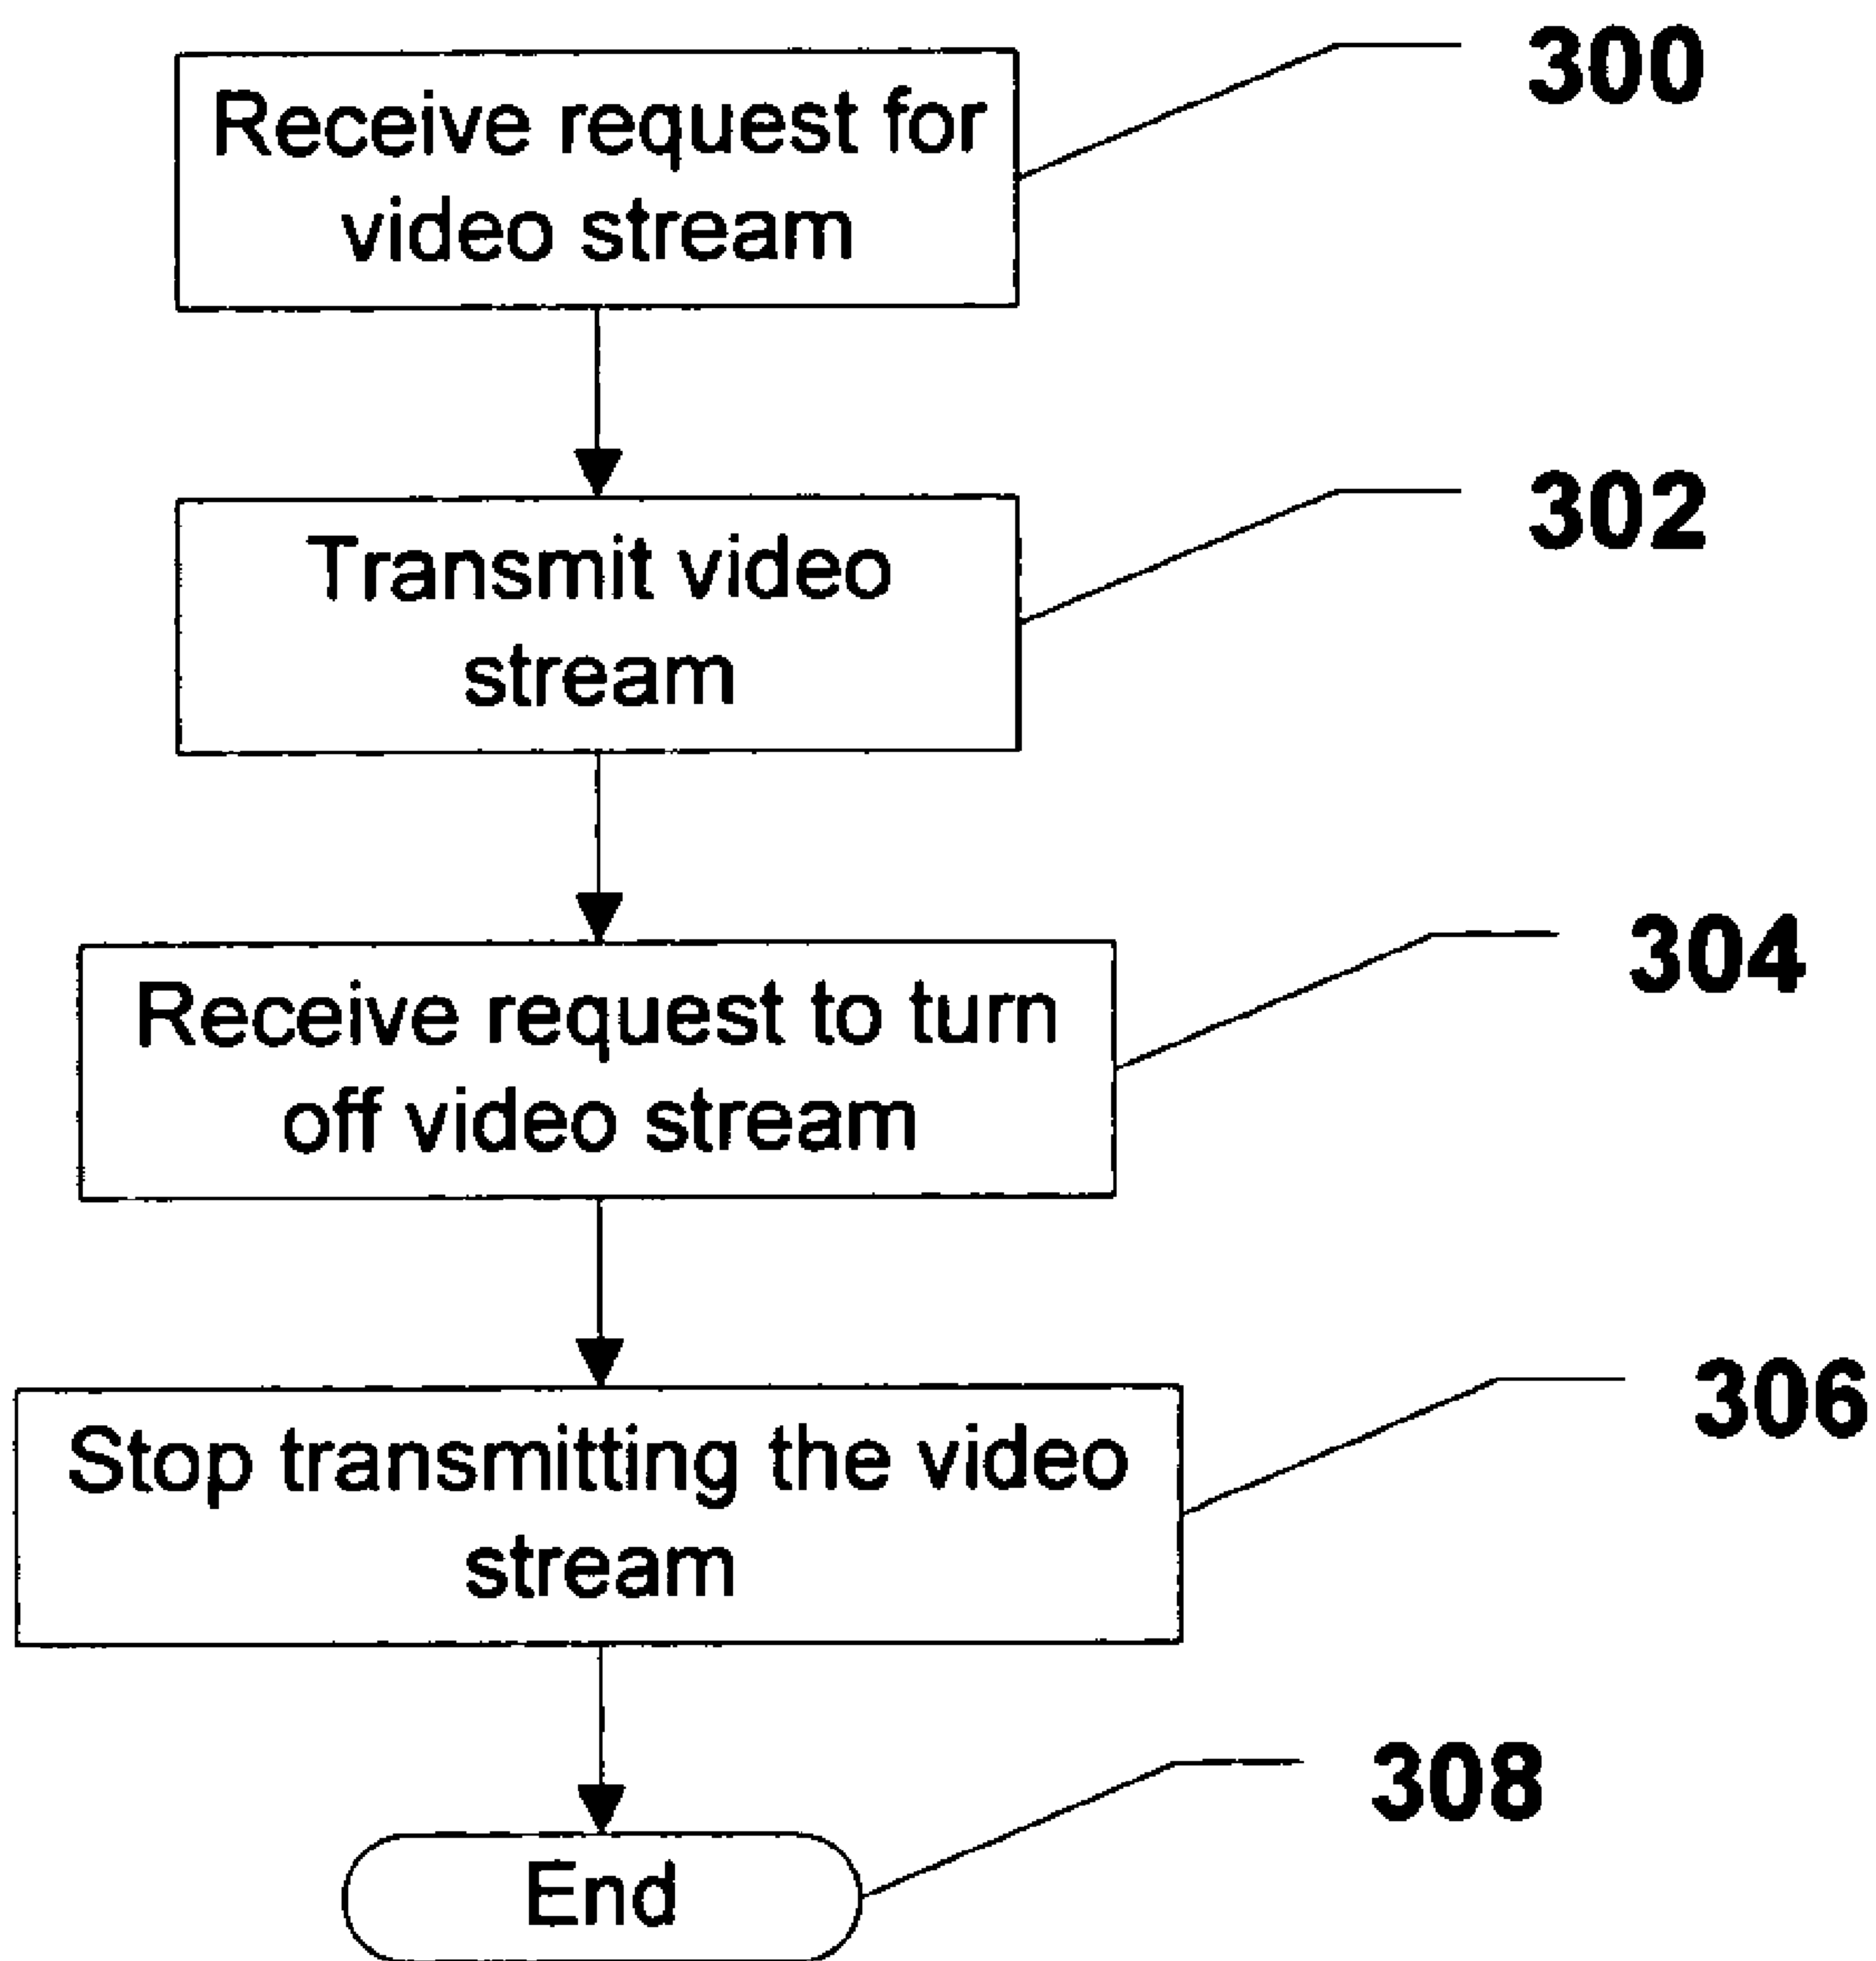 300
Receive request for
video stream
302
Transmit video
stream
304
Receive request to turn
off video stream
306
Stop transmitting the video
stream
308
End